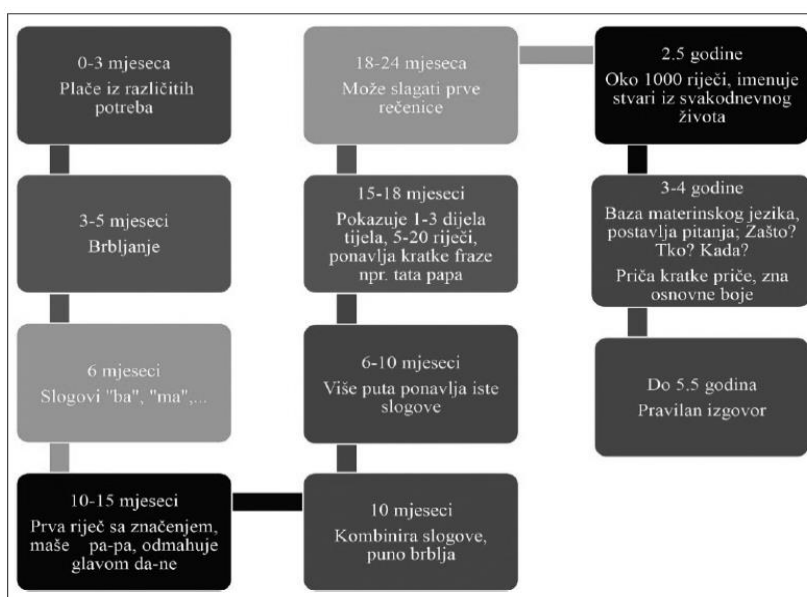 0-3 mjeseca
Plače iz različitih
potreba
3-5 mjeseci
Brbljanje
6 mjeseci
Slogovi "ba", "ma",...
10-15 mjeseci
Prva riječ sa značenjem,
maše pa-pa, odmahuje
glavom da-ne
10 mjeseci
Kombinira slogove,
puno brblja
6-10 mjeseci
Više puta ponavlja iste
slogove
15-18 mjeseci
Pokazuje 1-3 dijela
tijela, 5-20 riječi,
ponavlja kratke fraze
npr. tata papa
18-24 mjeseca
Može slagati prve
rečenice
2.5 godine
Oko 1000 riječi, imenuje
stvari iz svakodnevnog
života
3-4 godine
Baza materinskog jezika,
postavlja pitanja; Zašto?
Tko? Kada?
Priča kratke priče, zna
osnovne boje
Do 5.5 godina
Pravilan izgovor